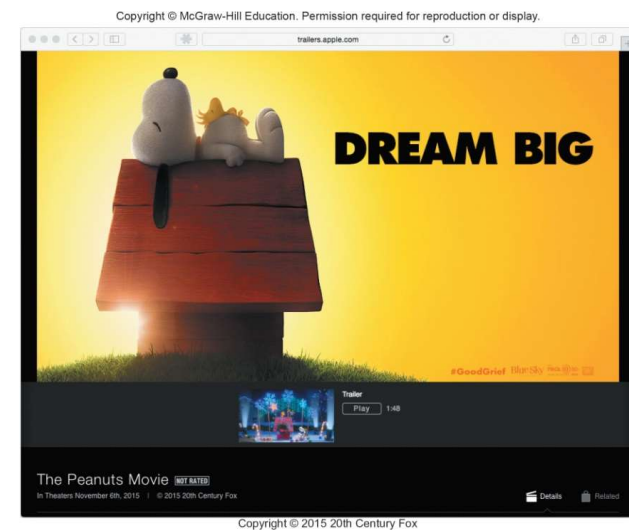 Copyright © McGraw-Hill Education. Permission required for reproduction or display.
trailers.apple.com
DREAM BIG
#GoodGrief BlueSky
Trailer
Play 1:48
The Peanuts Movie NOT RATED
In Theaters November 6th, 2015 | © 2015 20th Century Fox
Details
Related
Copyright © 2015 20th Century Fox